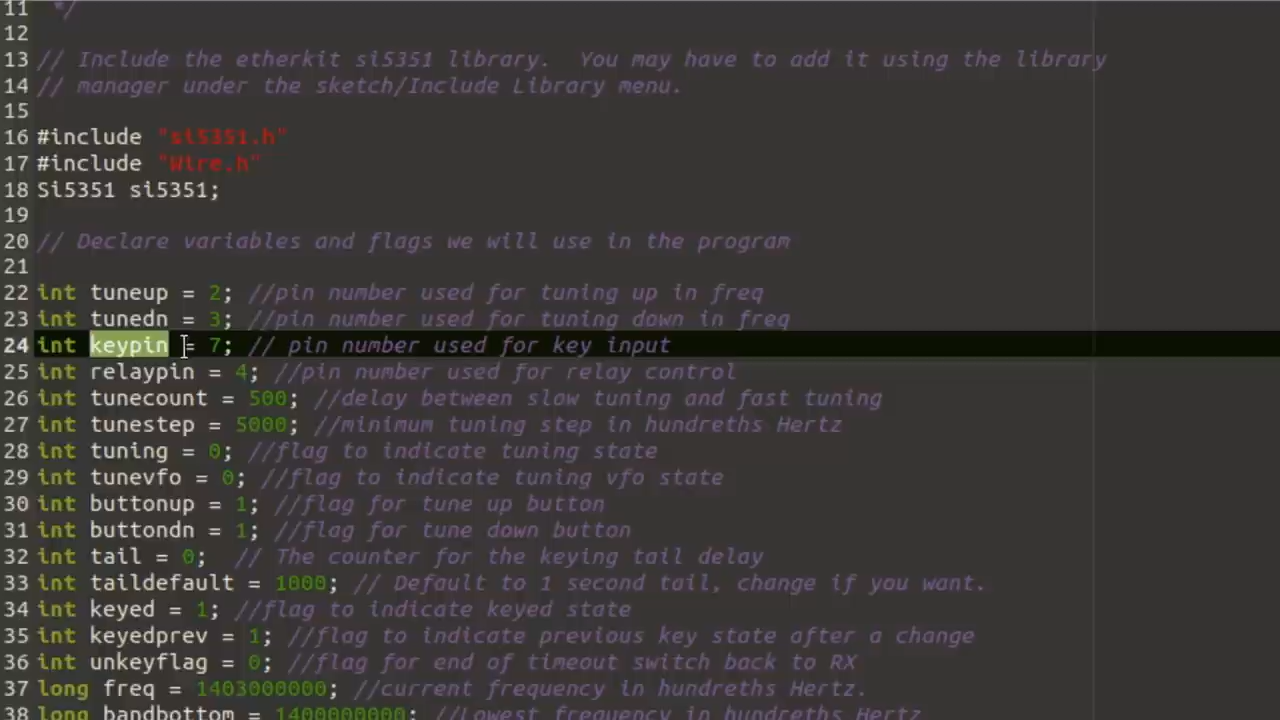 11 */
12
13 // Include the etherkit si5351 library.  You may have to add it using the library
14 // manager under the sketch/Include Library menu.
15
16 #include "si5351.h"
17 #include "Wire.h"
18 Si5351 si5351;
19
20 // Declare variables and flags we will use in the program
21
22 int tuneup = 2; //pin number used for tuning up in freq
23 int tunedn = 3; //pin number used for tuning down in freq
24 int keypin = 7; // pin number used for key input
25 int relaypin = 4; //pin number used for relay control
26 int tunecount = 500; //delay between slow tuning and fast tuning
27 int tunestep = 5000; //minimum tuning step in hundreths Hertz
28 int tuning = 0; //flag to indicate tuning state
29 int tunevfo = 0; //flag to indicate tuning vfo state
30 int buttonup = 1; //flag for tune up button
31 int buttondn = 1; //flag for tune down button
32 int tail = 0;  // The counter for the keying tail delay
33 int taildefault = 1000; // Default to 1 second tail, change if you want.
34 int keyed = 1; //flag to indicate keyed state
35 int keyedprev = 1; //flag to indicate previous key state after a change
36 int unkeyflag = 0; //flag for end of timeout switch back to RX
37 long freq = 1403000000; //current frequency in hundreths Hertz.
38 long bandbottom = 1400000000; //Lowest frequency in hundreths Hertz